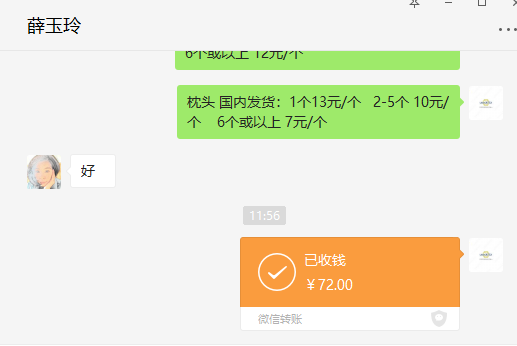 薛玉玲
6个或以上 12元/个
枕头 国内发货：1个13元/个 2-5个 10元/
个 6个或以上 7元/个
好
11:56
已收钱
￥72.00
微信转账